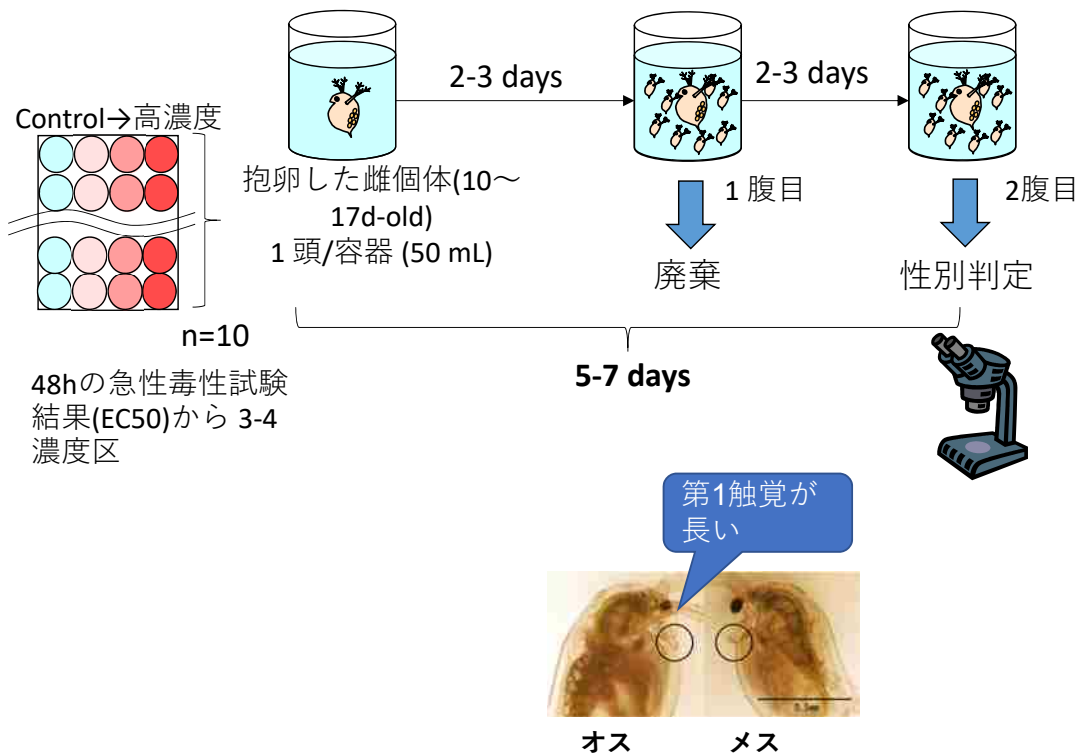 Control→高濃度
n=10
48hの急性毒性試験
結果(EC50)から 3-4
濃度区
抱卵した雌個体(10～
17d-old)
1 頭/容器 (50 mL)
2-3 days
1 腹目
廃棄
2-3 days
2腹目
性別判定
5-7 days
第1触覚が
長い
オス
メス